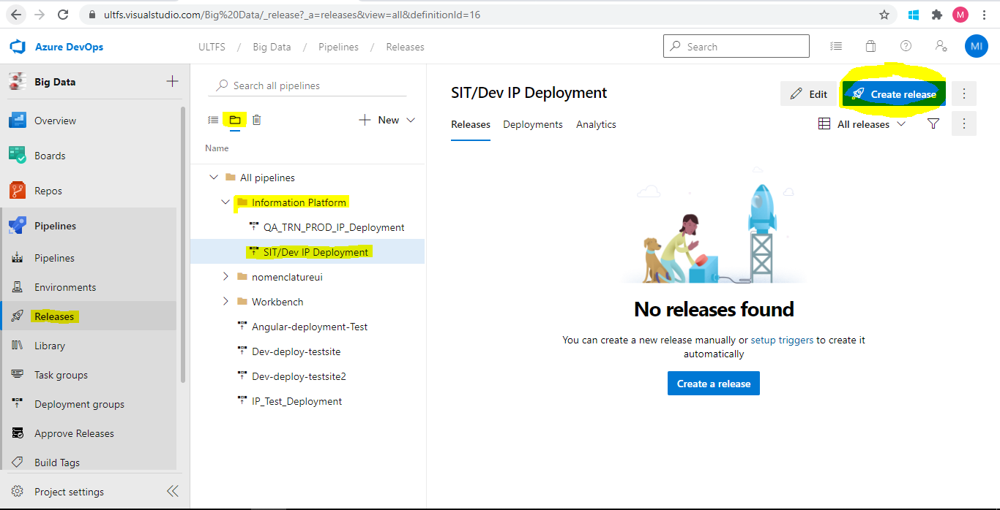 ultfs.visualstudio.com/Big%20Data/_release?_a=releases&view=all&definitionId=16
M
Azure DevOps
ULTFS / Big Data / Pipelines / Releases
Search
MI
Big Data
Overview
Boards
Repos
Pipelines
Pipelines
Environments
Releases
Library
Task groups
Deployment groups
Approve Releases
Build Tags
Project settings
Search all pipelines
New
Name
All pipelines
Information Platform
QA_TRN_PROD_IP_Deployment
SIT/Dev IP Deployment
nomenclatureui
Workbench
Angular-deployment-Test
Dev-deploy-testsite
Dev-deploy-testsite2
IP_Test_Deployment
SIT/Dev IP Deployment
Edit
Create release
Releases Deployments Analytics
All releases
No releases found
You can create a new release manually or setup triggers to create it
automatically
Create a release